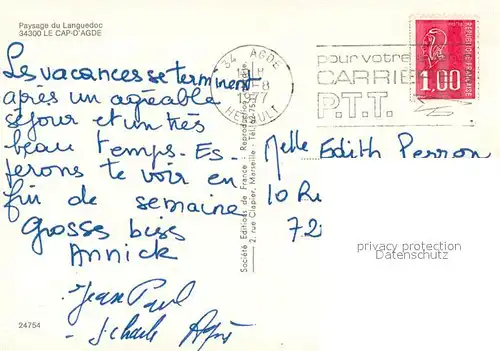 Paysage du Languedoc
34300 LE CAP-D'AGDE
Les vacances se terminent
après un agréable
séjour et un très
beau temps. Es-
perons te voir en
fin de semaine
Grosses bises
Annick
Jean Paul
24754
Société Editions de France - Reproduction
2, rue Clapier, Marseille - Tél.
34 AGDE
HERAULT
pour votre
CARRIE
P.T.T.
REPUBLIQUE FRANCAISE
1,00
Melle Edith Perron
10 Ru
72
privacy protection
Datenschutz